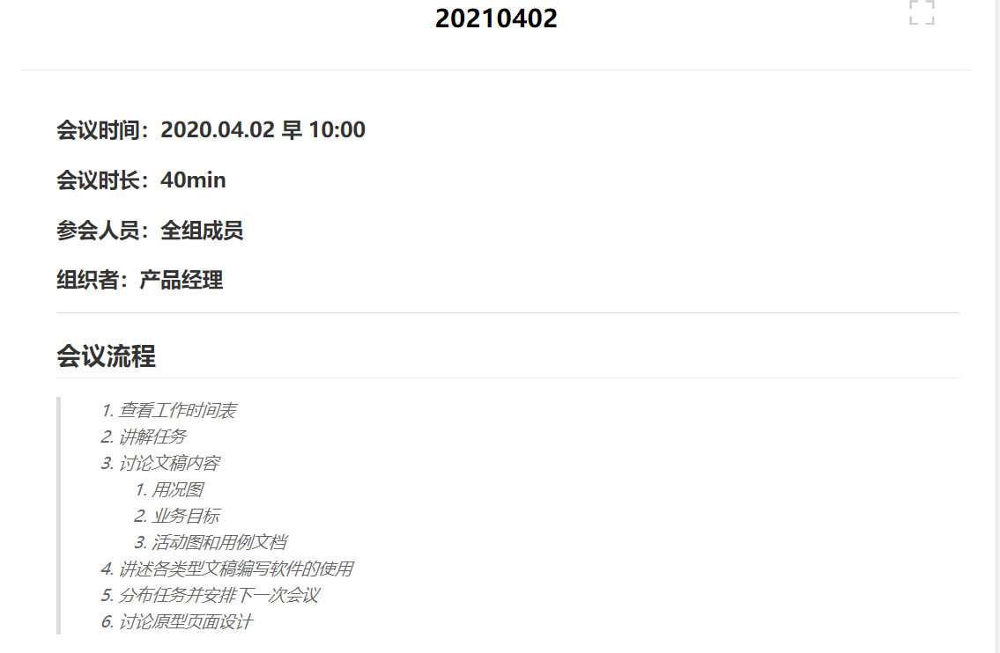 20210402
会议时间：2020.04.02 早 10:00
会议时长：40min
参会人员：全组成员
组织者：产品经理
会议流程
1. 查看工作时间表
2. 讲解任务
3. 讨论文稿内容
1. 用况图
2. 业务目标
3. 活动图和用例文档
4. 讲述各类型文稿编写软件的使用
5. 分布任务并安排下一次会议
6. 讨论原型页面设计